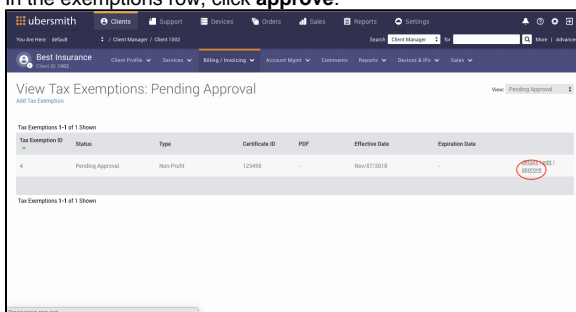 In the exemptions row, click approve.
ubersmith Clients Support Devices Orders Sales Reports Settings
You Are Here: default / Client Manager / Client 1002 Search Client Manager for More | Advance
Best Insurance
Client ID: 1002
Client Profile Services Billing / Invoicing Account Mgmt Comments Reports Devices & IPs Sales
View Tax Exemptions: Pending Approval View: Pending Approval
Add Tax Exemption
Tax Exemptions 1-1 of 1 Shown
Tax Exemption ID Status Type Certificate ID PDF Effective Date Expiration Date
4 Pending Approval Non-Profit 123456 - Nov/07/2018 - details | edit |
approve
Tax Exemptions 1-1 of 1 Shown